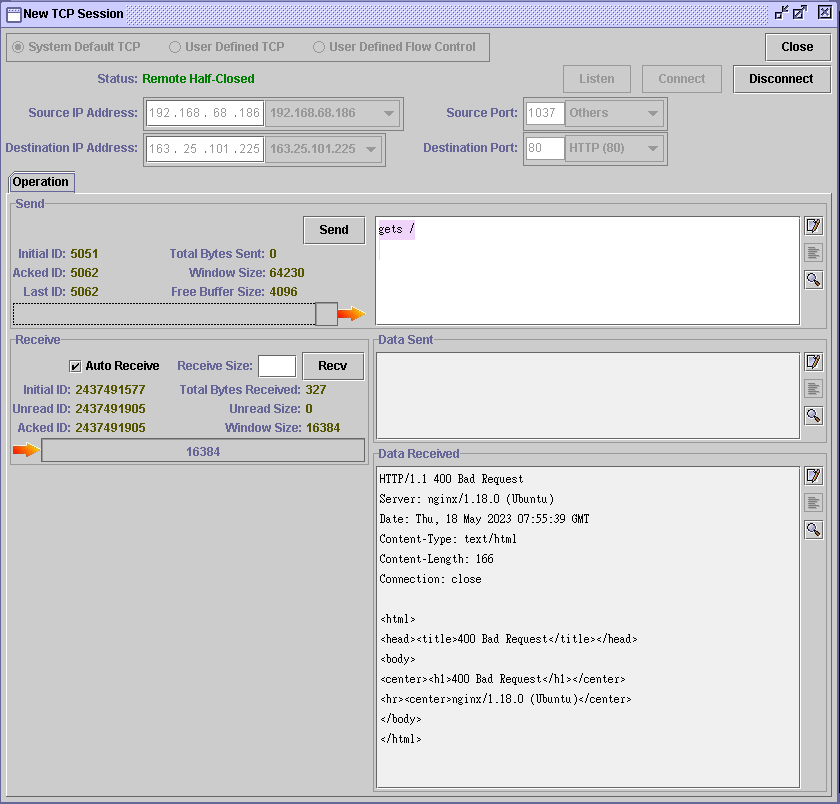 New TCP Session
System Default TCP User Defined TCP User Defined Flow Control Close
Status: Remote Half-Closed Listen Connect Disconnect
Source IP Address: 192 .168 . 68 .186 192.168.68.186 Source Port: 1037 Others
Destination IP Address: 163 . 25 .101 .225 163.25.101.225 Destination Port: 80 HTTP (80)
Operation
Send
Send
gets /
Initial ID: 5051 Total Bytes Sent: 0
Acked ID: 5062 Window Size: 64230
Last ID: 5062 Free Buffer Size: 4096
Receive
Auto Receive Receive Size: Recv
Initial ID: 2437491577 Total Bytes Received: 327
Unread ID: 2437491905 Unread Size: 0
Acked ID: 2437491905 Window Size: 16384
16384
Data Sent
Data Received
HTTP/1.1 400 Bad Request
Server: nginx/1.18.0 (Ubuntu)
Date: Thu, 18 May 2023 07:55:39 GMT
Content-Type: text/html
Content-Length: 166
Connection: close
<html>
<head><title>400 Bad Request</title></head>
<body>
<center><h1>400 Bad Request</h1></center>
<hr><center>nginx/1.18.0 (Ubuntu)</center>
</body>
</html>